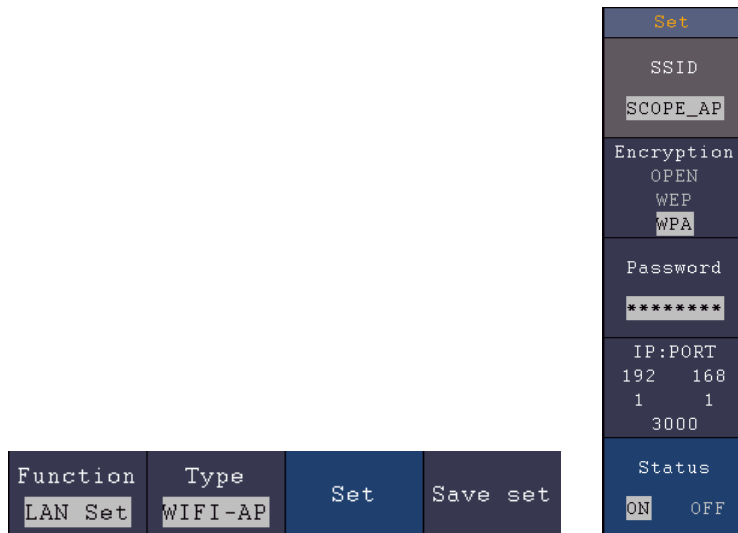 Set
SSID
SCOPE_AP
Encryption
OPEN
WEP
WPA
Password
********
IP:PORT
192 168
1 1
3000
Status
ON OFF
Function Type Set Save set
LAN Set WIFI-AP